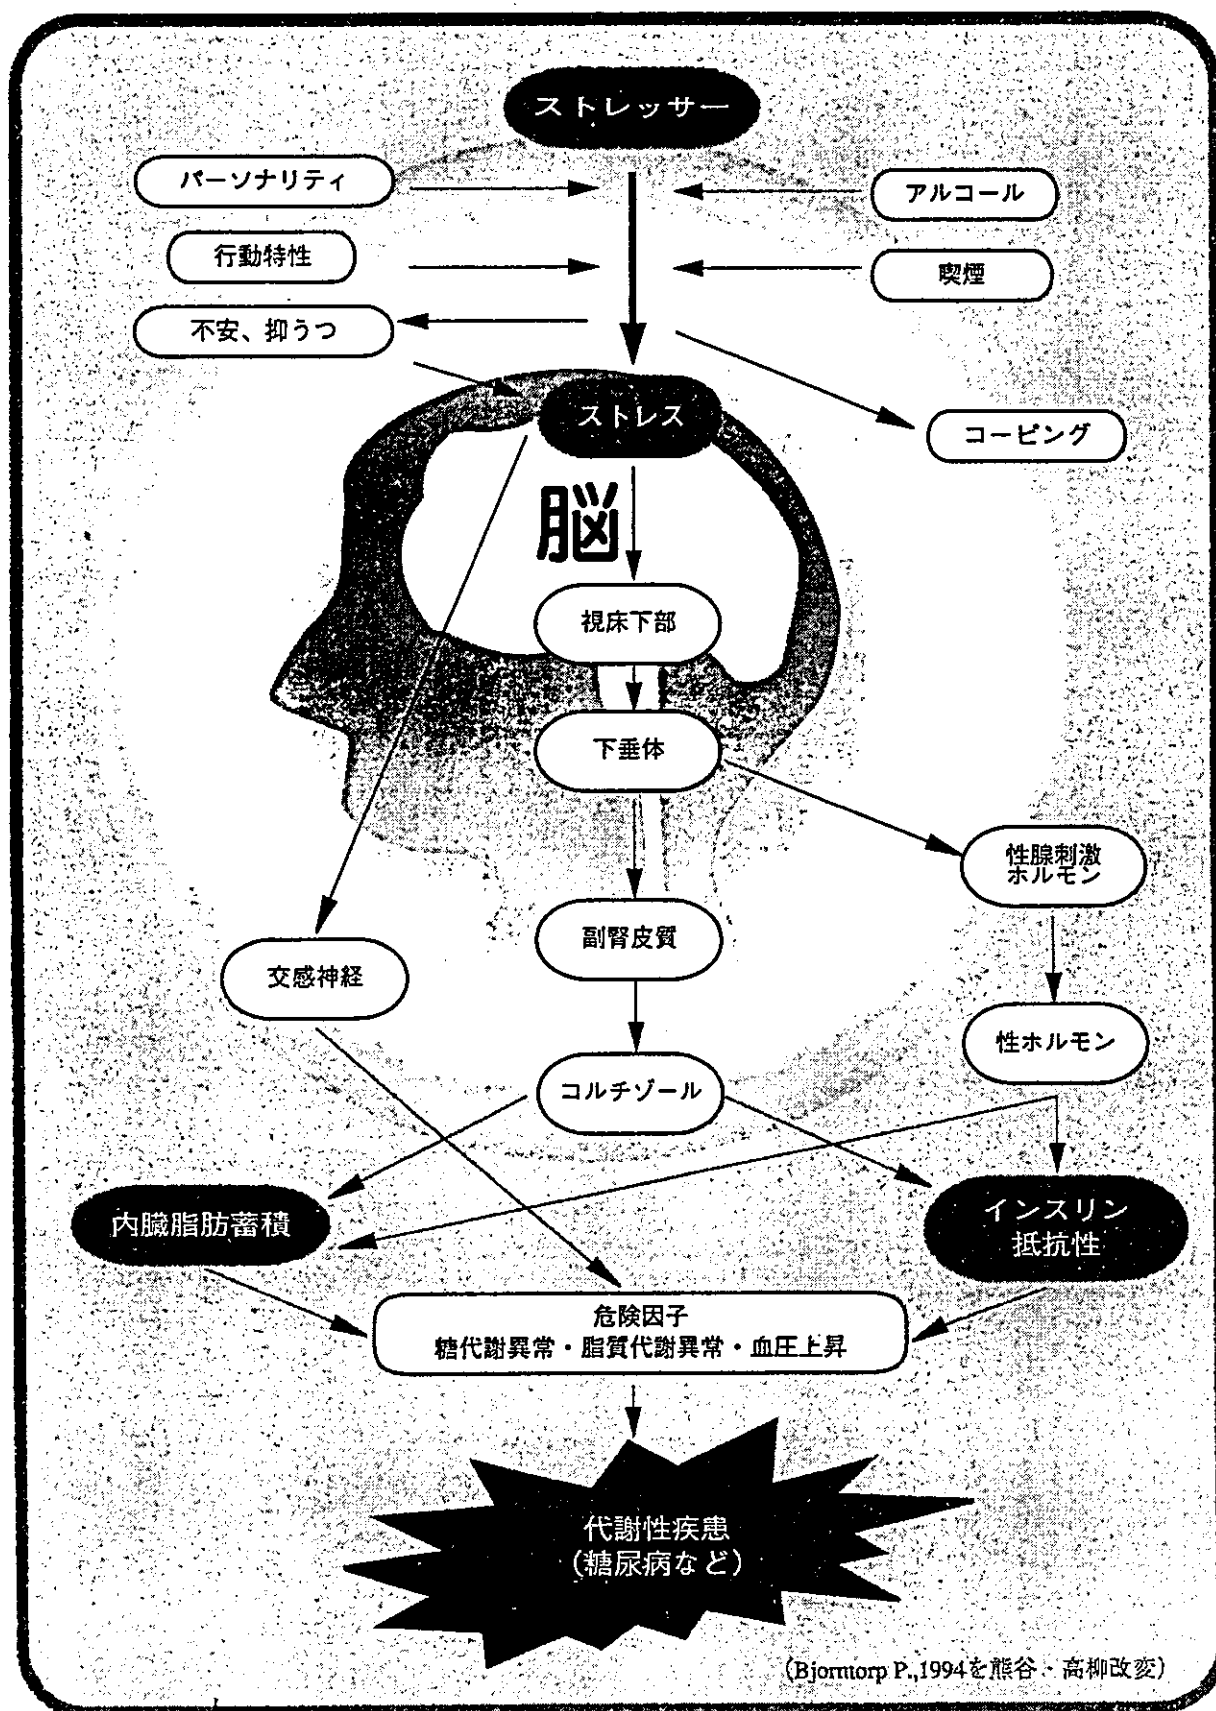 ストレッサー
パーソナリティ
アルコール
行動特性
喫煙
不安、抑うつ
ストレス
コーピング
脳
視床下部
下垂体
性腺刺激
ホルモン
副腎皮質
交感神経
性ホルモン
コルチゾール
内臓脂肪蓄積
インスリン
抵抗性
危険因子
糖代謝異常・脂質代謝異常・血圧上昇
代謝性疾患
(糖尿病など)
(Bjorntorp P.,1994を熊谷・高柳改変)